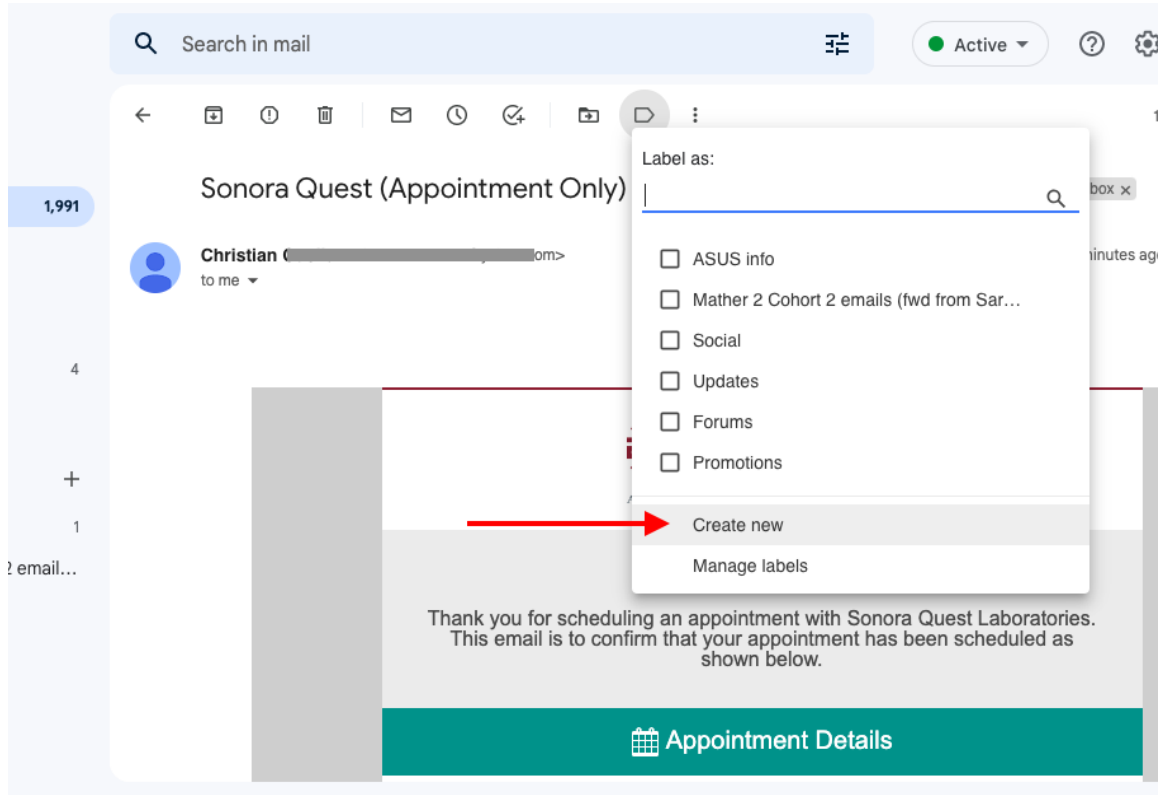 Search in mail
Active
Sonora Quest (Appointment Only)
Label as:
1,991
Christian
om>
to me
ASUS info
Mather 2 Cohort 2 emails (fwd from Sar…
Social
4
Updates
Forums
Promotions
1
Create new
2 email…
Manage labels
Thank you for scheduling an appointment with Sonora Quest Laboratories.
This email is to confirm that your appointment has been scheduled as
shown below.
Appointment Details